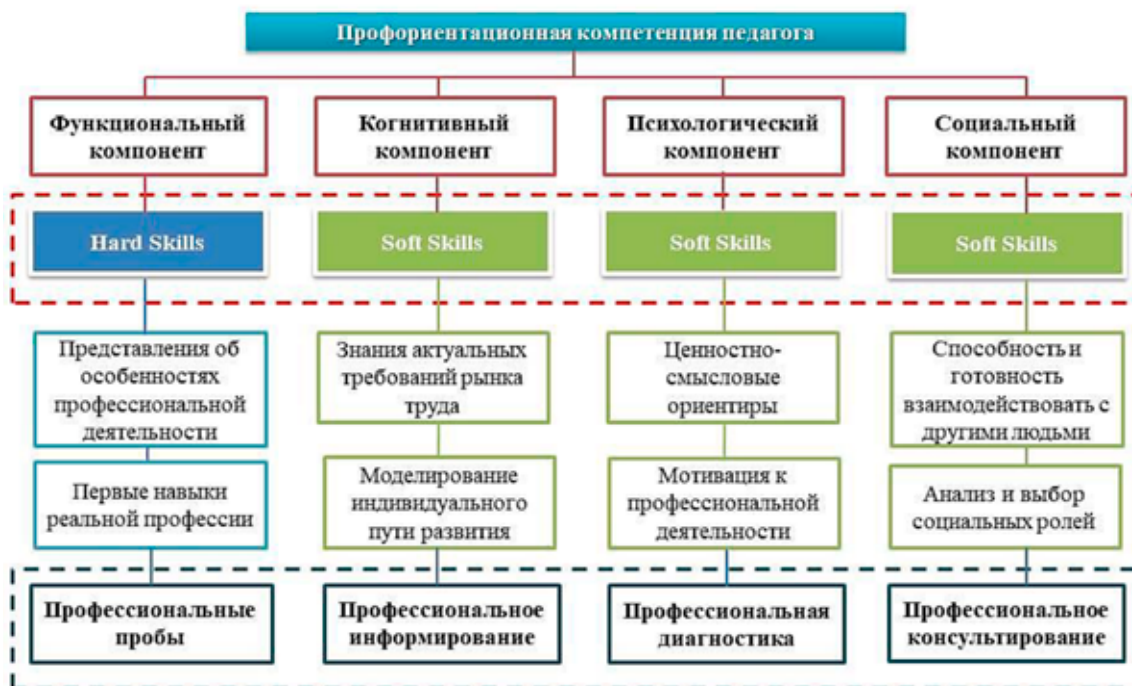 Профориентационная компетенция педагога
Функциональный
компонент
Когнитивный
компонент
Психологический
компонент
Социальный
компонент
Hard Skills
Soft Skills
Soft Skills
Soft Skills
Представления об
особенностях
профессиональной
деятельности
Знания актуальных
требований рынка
труда
Ценностно-
смысловые
ориентиры
Способность и
готовность
взаимодействовать с
другими людьми
Первые навыки
реальной профессии
Моделирование
индивидуального
пути развития
Мотивация к
профессиональной
деятельности
Анализ и выбор
социальных ролей
Профессиональные
пробы
Профессиональное
информирование
Профессиональная
диагностика
Профессиональное
консультирование